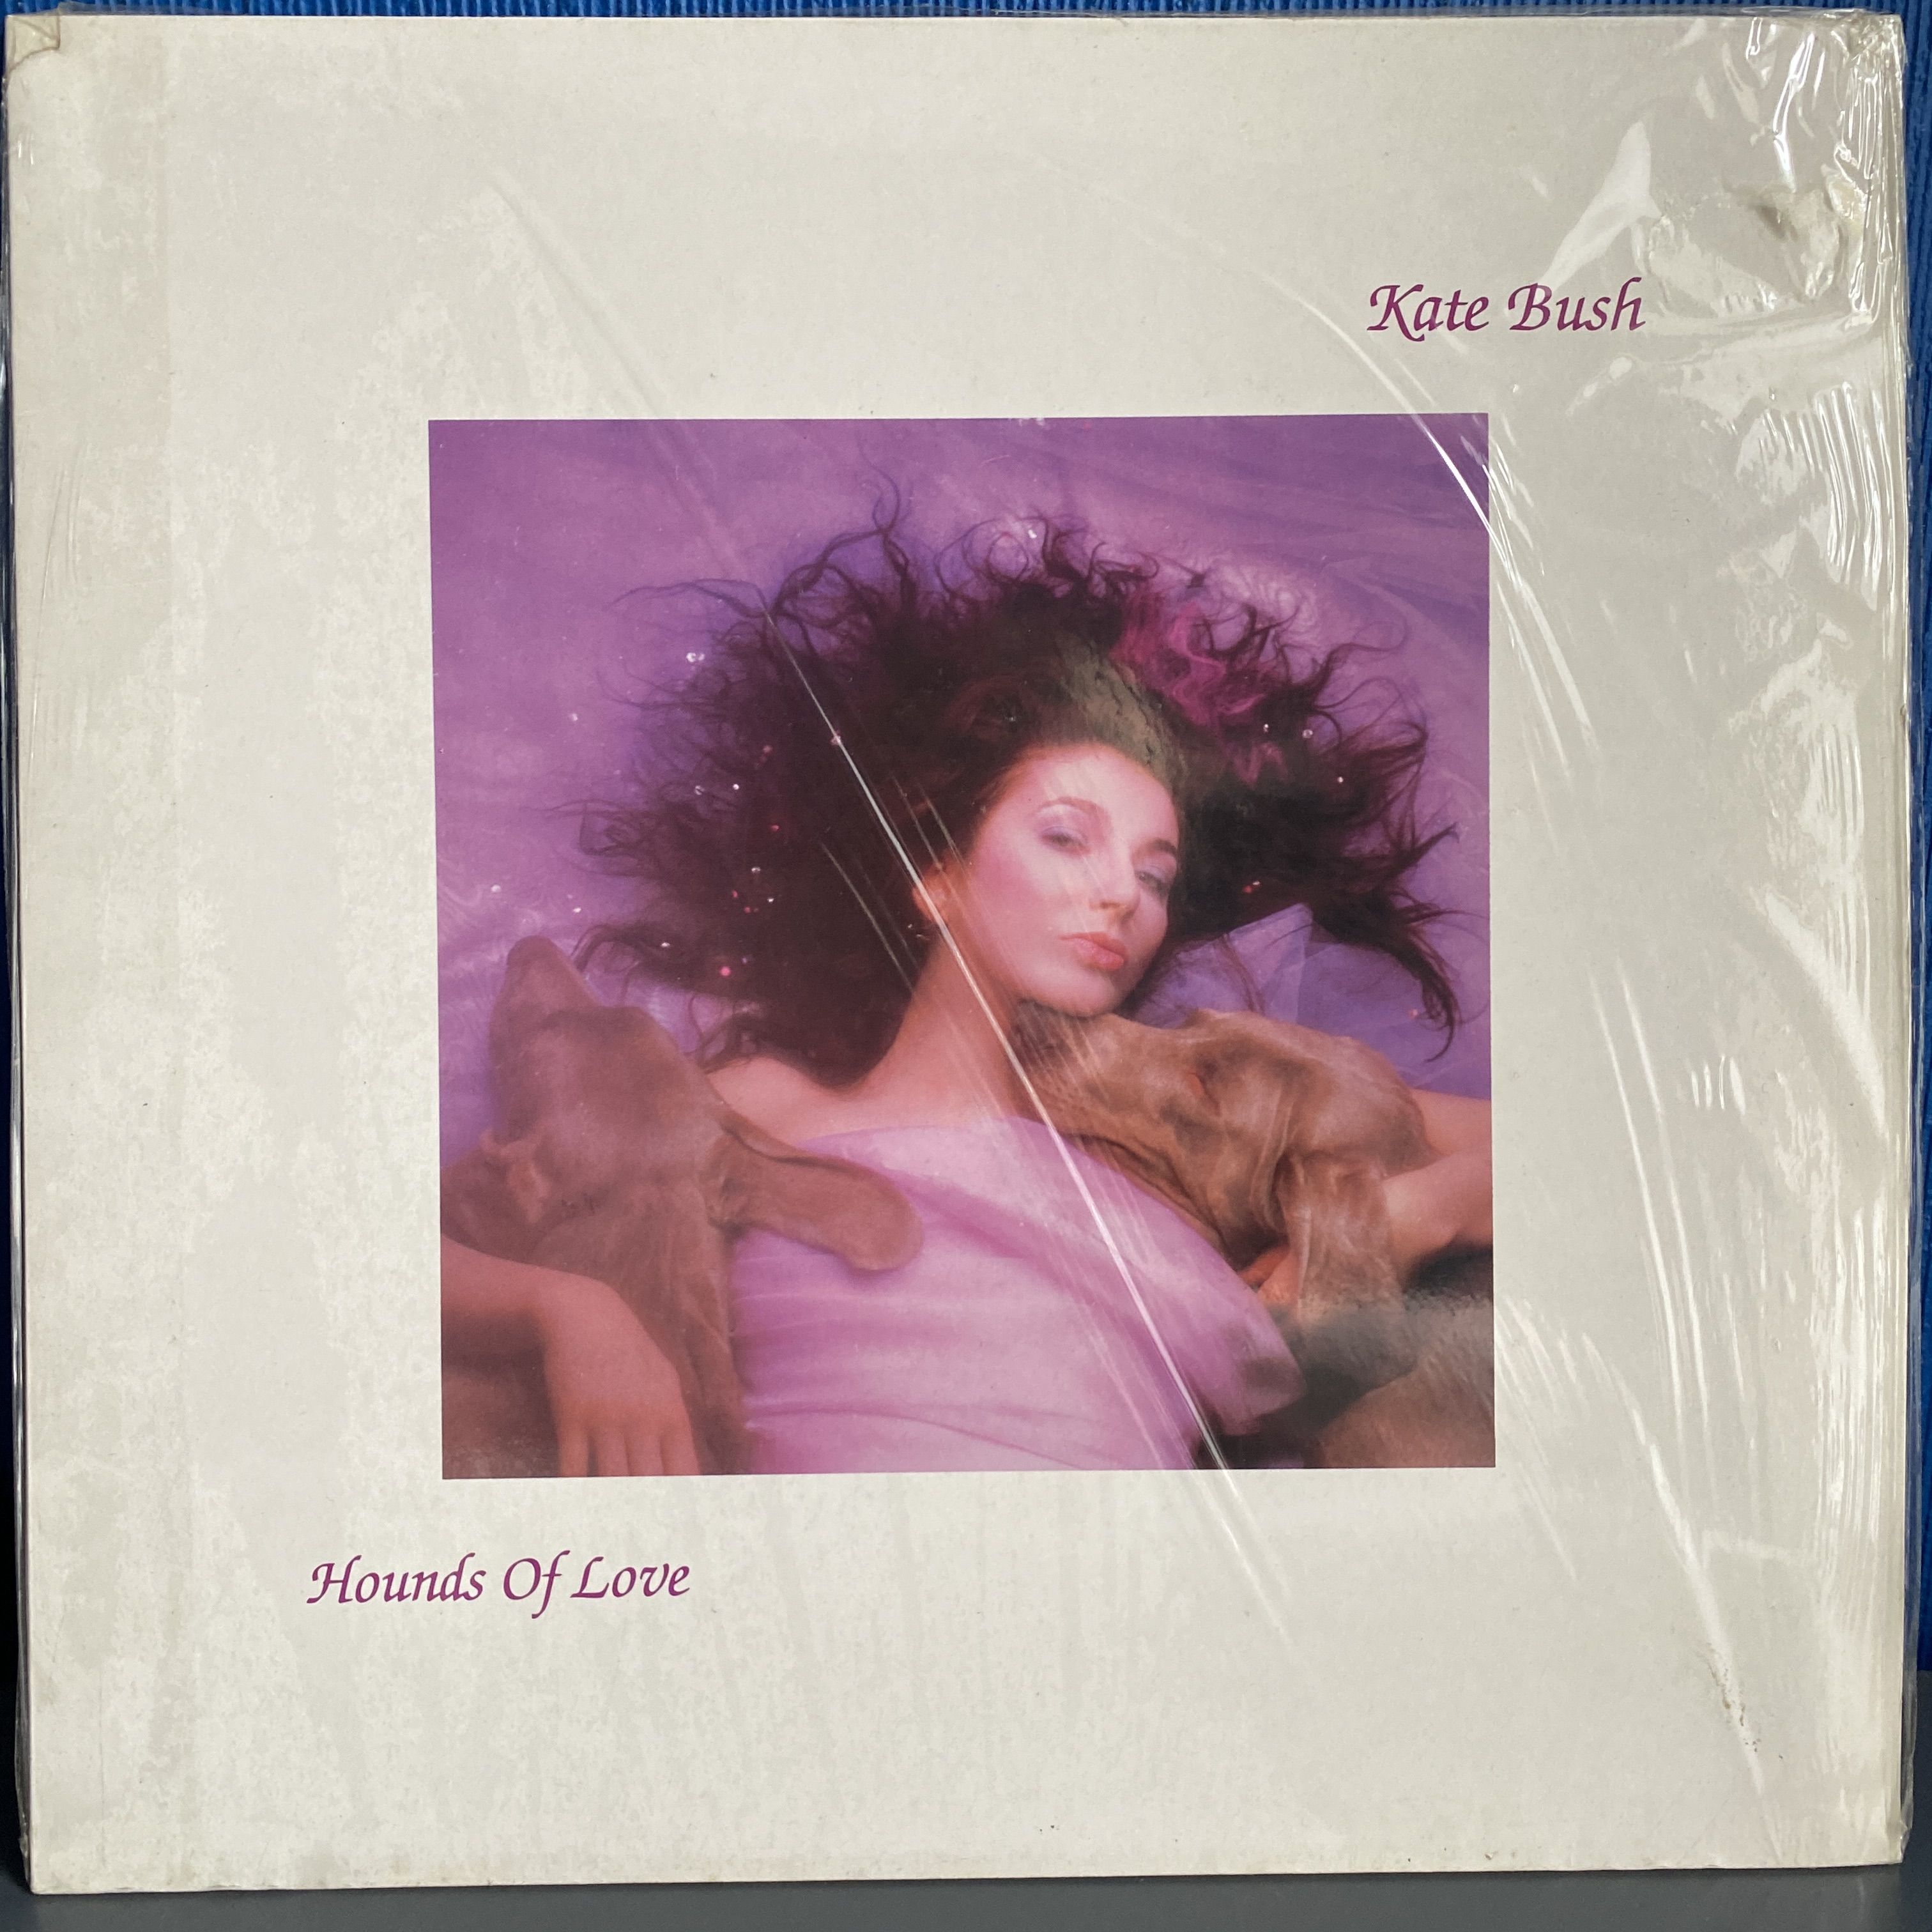 Kate Bush
Hounds Of Love